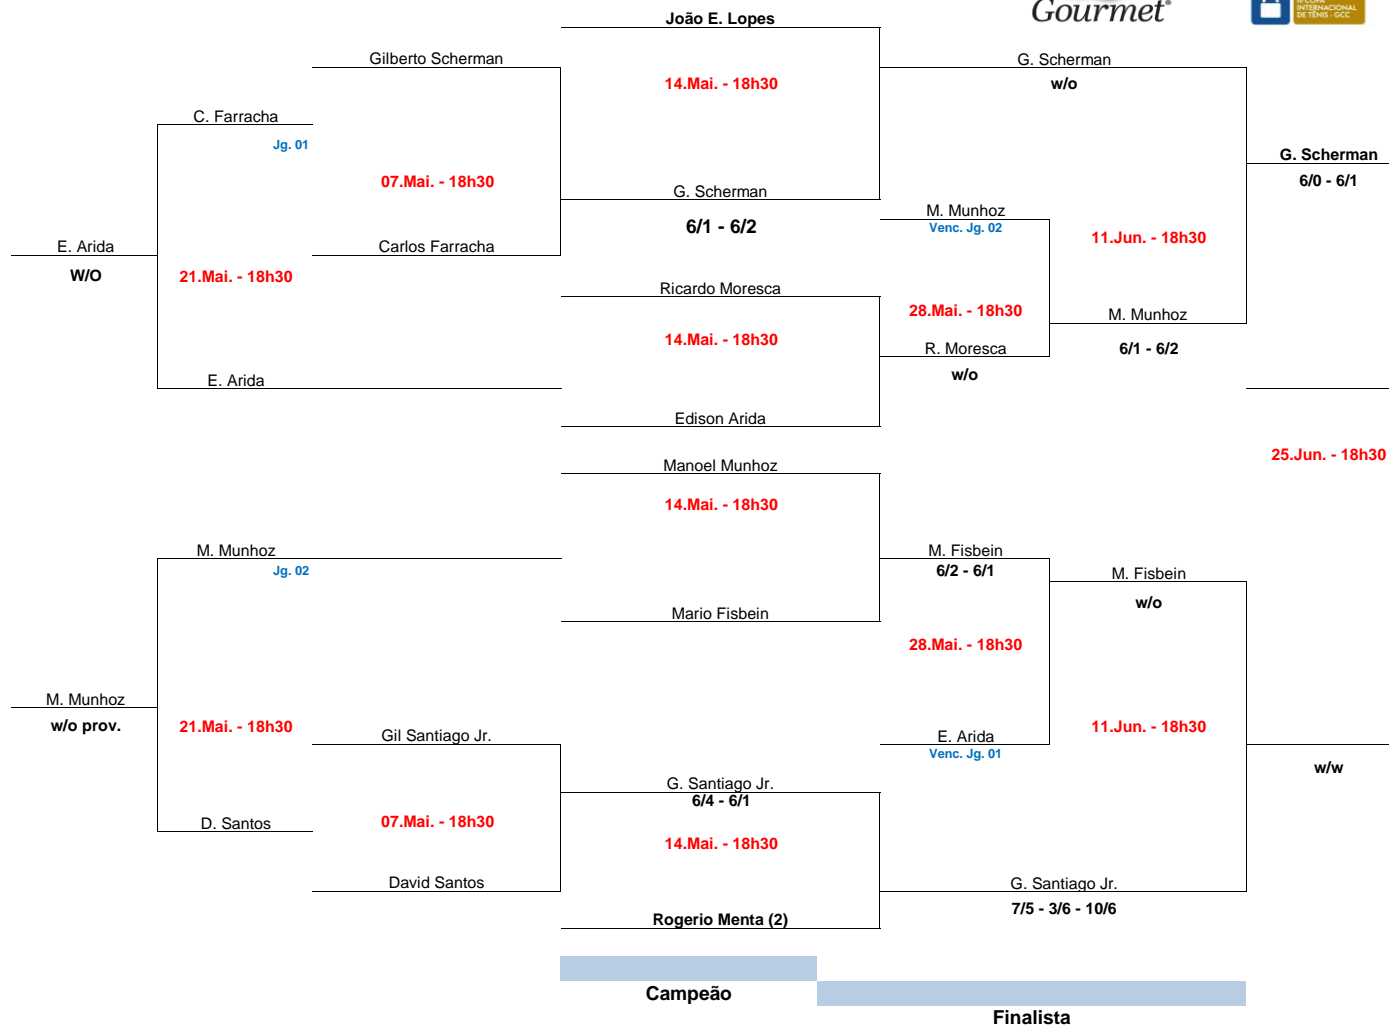 Gourmet®
III COPA
INTERNACIONAL
DE TÊNIS - GCC
João E. Lopes
Gilberto Scherman
G. Scherman
14.Mai. - 18h30
w/o
C. Farracha
Jg. 01
G. Scherman
07.Mai. - 18h30
6/0 - 6/1
G. Scherman
M. Munhoz
6/1 - 6/2
Venc. Jg. 02
11.Jun. - 18h30
E. Arida
Carlos Farracha
W/O
21.Mai. - 18h30
Ricardo Moresca
28.Mai. - 18h30
M. Munhoz
14.Mai. - 18h30
R. Moresca
6/1 - 6/2
w/o
E. Arida
Edison Arida
25.Jun. - 18h30
Manoel Munhoz
14.Mai. - 18h30
M. Munhoz
M. Fisbein
Jg. 02
6/2 - 6/1
M. Fisbein
w/o
Mario Fisbein
28.Mai. - 18h30
M. Munhoz
w/o prov.
21.Mai. - 18h30
11.Jun. - 18h30
Gil Santiago Jr.
E. Arida
Venc. Jg. 01
w/w
G. Santiago Jr.
6/4 - 6/1
D. Santos
07.Mai. - 18h30
14.Mai. - 18h30
David Santos
G. Santiago Jr.
7/5 - 3/6 - 10/6
Rogerio Menta (2)
Campeão
Finalista